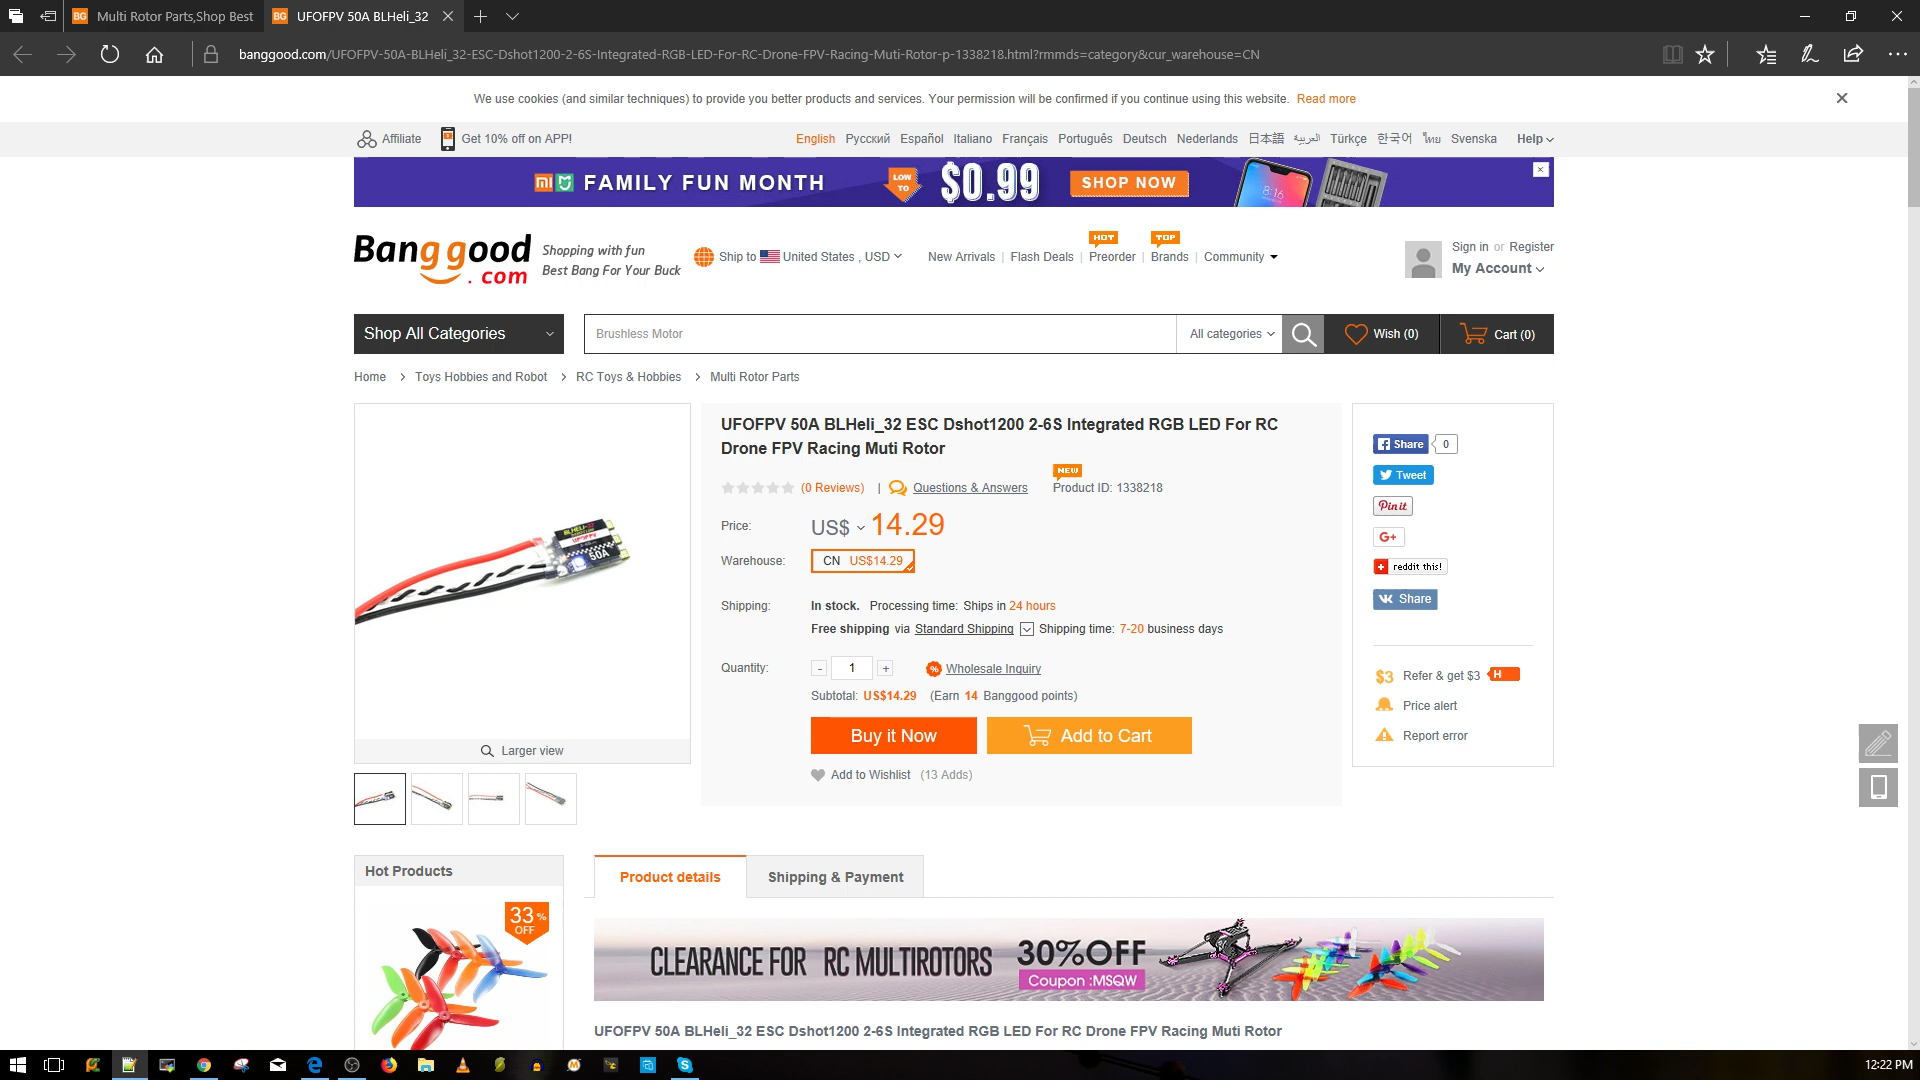 Multi Rotor Parts,Shop Best
UFOFPV 50A BLHeli_32
banggood.com/UFOFPV-50A-BLHeli_32-ESC-Dshot1200-2-6S-Integrated-RGB-LED-For-RC-Drone-FPV-Racing-Muti-Rotor-p-1338218.html?rmmds=category&cur_warehouse=CN
We use cookies (and similar techniques) to provide you better products and services. Your permission will be confirmed if you continue using this website. Read more
Affiliate Get 10% off on APP! English Русский Español Italiano Français Português Deutsch Nederlands 日本語 العربية Türkçe 한국어 ไทย Svenska Help
FAMILY FUN MONTH LOW TO $0.99 SHOP NOW 8:16
Banggood.com Shopping with fun
Best Bang For Your Buck
Ship to United States , USD
New Arrivals | Flash Deals | HOT Preorder | TOP Brands | Community
Sign in or Register
My Account
Shop All Categories Brushless Motor All categories Wish (0) Cart (0)
Home > Toys Hobbies and Robot > RC Toys & Hobbies > Multi Rotor Parts
BLHELI-32
UFOFPV
50A
Larger view
UFOFPV 50A BLHeli_32 ESC Dshot1200 2-6S Integrated RGB LED For RC
Drone FPV Racing Muti Rotor
(0 Reviews) | Questions & Answers NEW Product ID: 1338218
Price: US$ 14.29
Warehouse: CN US$14.29
Shipping: In stock. Processing time: Ships in 24 hours
Free shipping via Standard Shipping Shipping time: 7-20 business days
Quantity: - 1 + % Wholesale Inquiry
Subtotal: US$14.29 (Earn 14 Banggood points)
Buy it Now Add to Cart
Add to Wishlist (13 Adds)
Share 0
Tweet
Pin it
G+
reddit this!
Share
$3 Refer & get $3 H
Price alert
Report error
Hot Products
33% OFF
Product details Shipping & Payment
CLEARANCE FOR RC MULTIROTORS 30%OFF
Coupon :MSQW
UFOFPV 50A BLHeli_32 ESC Dshot1200 2-6S Integrated RGB LED For RC Drone FPV Racing Muti Rotor
12:22 PM